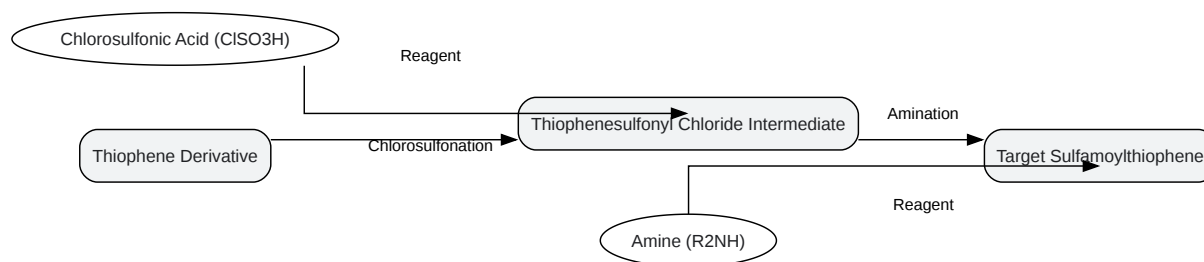 Chlorosulfonic Acid (ClSO3H)
Reagent
Thiophenesulfonyl Chloride Intermediate
Amination
Chlorosulfonation
Thiophene Derivative
Target Sulfamoylthiophene
Reagent
Amine (R2NH)